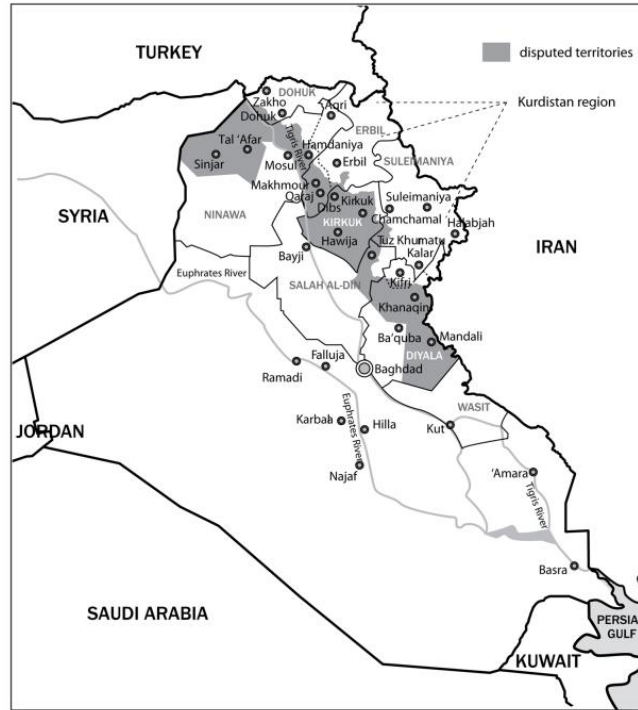 TURKEY
disputed territories
DOHUK
Zakho
Dohuk
Aqri
Kurdistan region
Tigris River
Hamdaniya
ERBIL
Tal ‘Afar
Sinjar
Mosul
Erbil
SULEIMANIYA
Makhmour
Qaraj
Dibs
Kirkuk
Suleimaniya
Chamchamal
Halabjah
SYRIA
NINAWA
KIRKUK
Hawija
Tuz Khumatu
IRAN
Bayji
Kalar
Euphrates River
Kifri
SALAH AL-DIN
Khanaqin
Ba‘quba
Mandali
DIYALA
Falluja
Baghdad
Ramadi
WASIT
Euphrates River
Karbala
Hilla
Kut
JORDAN
Najaf
‘Amara
Tigris River
Basra
SAUDI ARABIA
PERSIA
GULF
KUWAIT